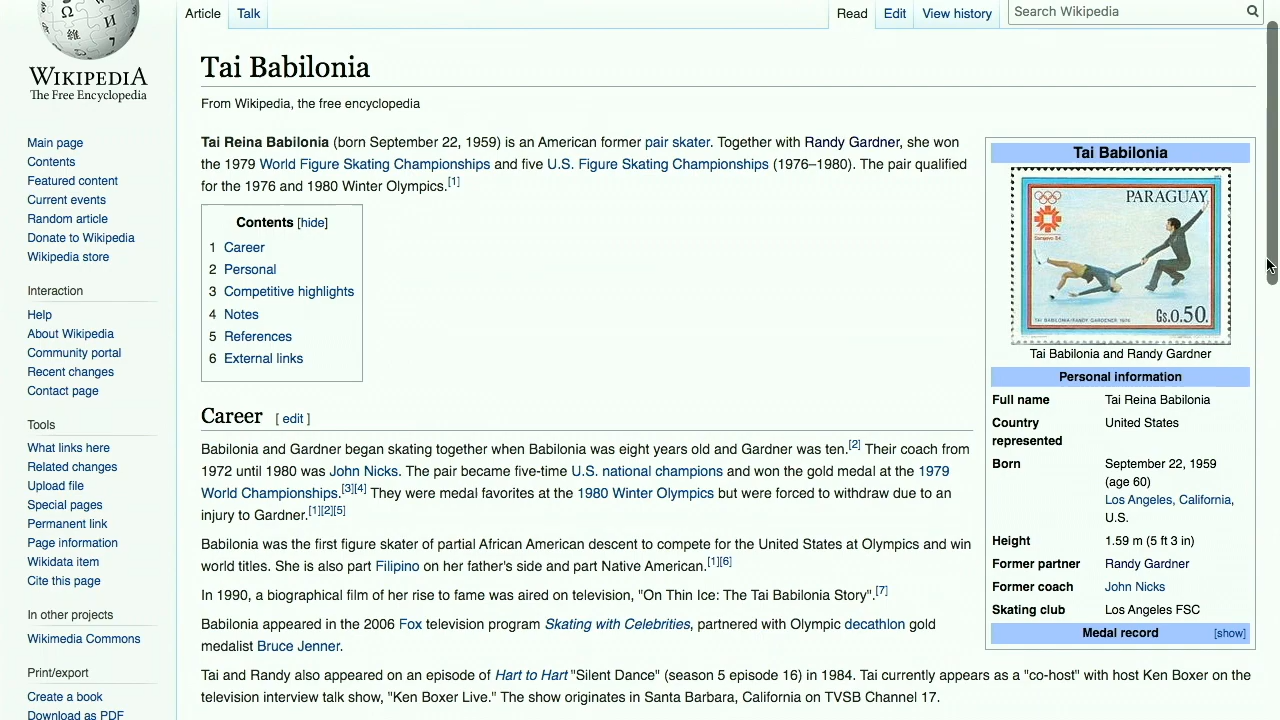 Article
Talk
Read
Edit
View history
Search Wikipedia
WIKIPEDIA
The Free Encyclopedia
Main page
Contents
Featured content
Current events
Random article
Donate to Wikipedia
Wikipedia store
Interaction
Help
About Wikipedia
Community portal
Recent changes
Contact page
Tools
What links here
Related changes
Upload file
Special pages
Permanent link
Page information
Wikidata item
Cite this page
In other projects
Wikimedia Commons
Print/export
Create a book
Download as PDF
Tai Babilonia
From Wikipedia, the free encyclopedia
Tai Reina Babilonia (born September 22, 1959) is an American former pair skater. Together with Randy Gardner, she won
the 1979 World Figure Skating Championships and five U.S. Figure Skating Championships (1976–1980). The pair qualified
for the 1976 and 1980 Winter Olympics.[1]
Contents [hide]
1 Career
2 Personal
3 Competitive highlights
4 Notes
5 References
6 External links
Career [ edit ]
Babilonia and Gardner began skating together when Babilonia was eight years old and Gardner was ten.[2] Their coach from
1972 until 1980 was John Nicks. The pair became five-time U.S. national champions and won the gold medal at the 1979
World Championships.[3][4] They were medal favorites at the 1980 Winter Olympics but were forced to withdraw due to an
injury to Gardner.[1][2][5]
Babilonia was the first figure skater of partial African American descent to compete for the United States at Olympics and win
world titles. She is also part Filipino on her father's side and part Native American.[1][6]
In 1990, a biographical film of her rise to fame was aired on television, "On Thin Ice: The Tai Babilonia Story".[7]
Babilonia appeared in the 2006 Fox television program Skating with Celebrities, partnered with Olympic decathlon gold
medalist Bruce Jenner.
Tai and Randy also appeared on an episode of Hart to Hart "Silent Dance" (season 5 episode 16) in 1984. Tai currently appears as a "co-host" with host Ken Boxer on the
television interview talk show, "Ken Boxer Live." The show originates in Santa Barbara, California on TVSB Channel 17.
Tai Babilonia
PARAGUAY
Sarajevo 84
TAI BABILONIA/RANDY GARDENER 1976
Gs.0.50.
Tai Babilonia and Randy Gardner
Personal information
Full name Tai Reina Babilonia
Country United States
represented
Born September 22, 1959
(age 60)
Los Angeles, California,
U.S.
Height 1.59 m (5 ft 3 in)
Former partner Randy Gardner
Former coach John Nicks
Skating club Los Angeles FSC
Medal record [show]